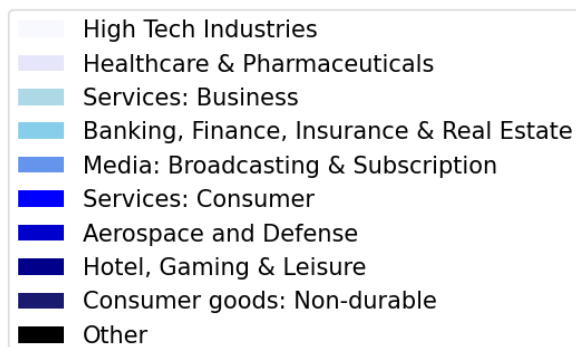 High Tech Industries
Healthcare & Pharmaceuticals
Services: Business
Banking, Finance, Insurance & Real Estate
Media: Broadcasting & Subscription
Services: Consumer
Aerospace and Defense
Hotel, Gaming & Leisure
Consumer goods: Non-durable
Other